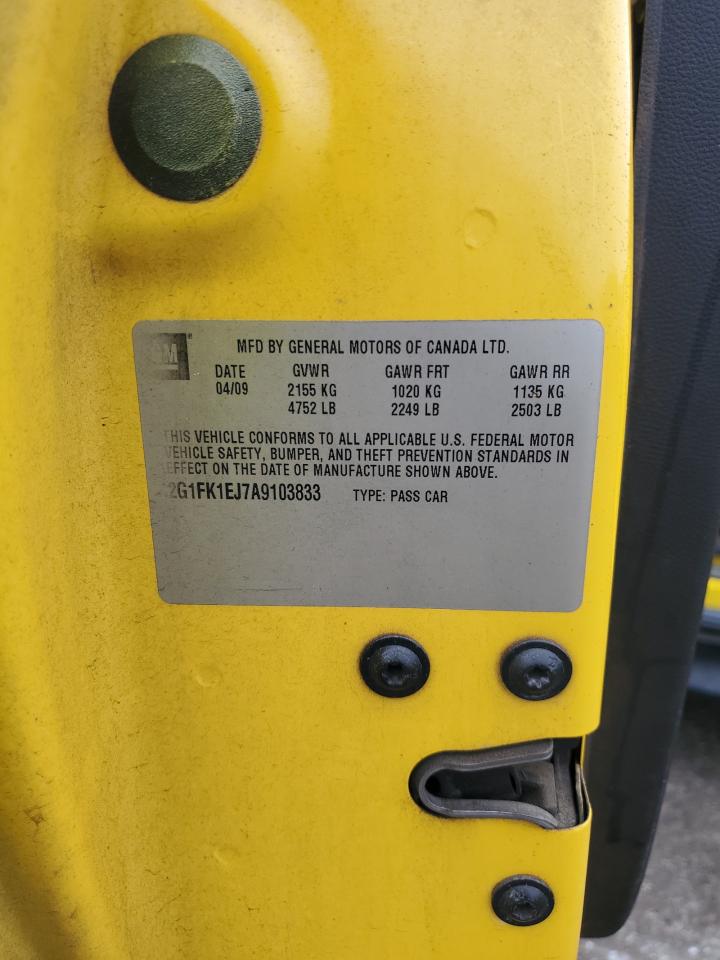 GM
MFD BY GENERAL MOTORS OF CANADA LTD.
DATE GVWR GAWR FRT GAWR RR
04/09 2155 KG 1020 KG 1135 KG
4752 LB 2249 LB 2503 LB
THIS VEHICLE CONFORMS TO ALL APPLICABLE U.S. FEDERAL MOTOR
VEHICLE SAFETY, BUMPER, AND THEFT PREVENTION STANDARDS IN
EFFECT ON THE DATE OF MANUFACTURE SHOWN ABOVE.
2G1FK1EJ7A9103833 TYPE: PASS CAR